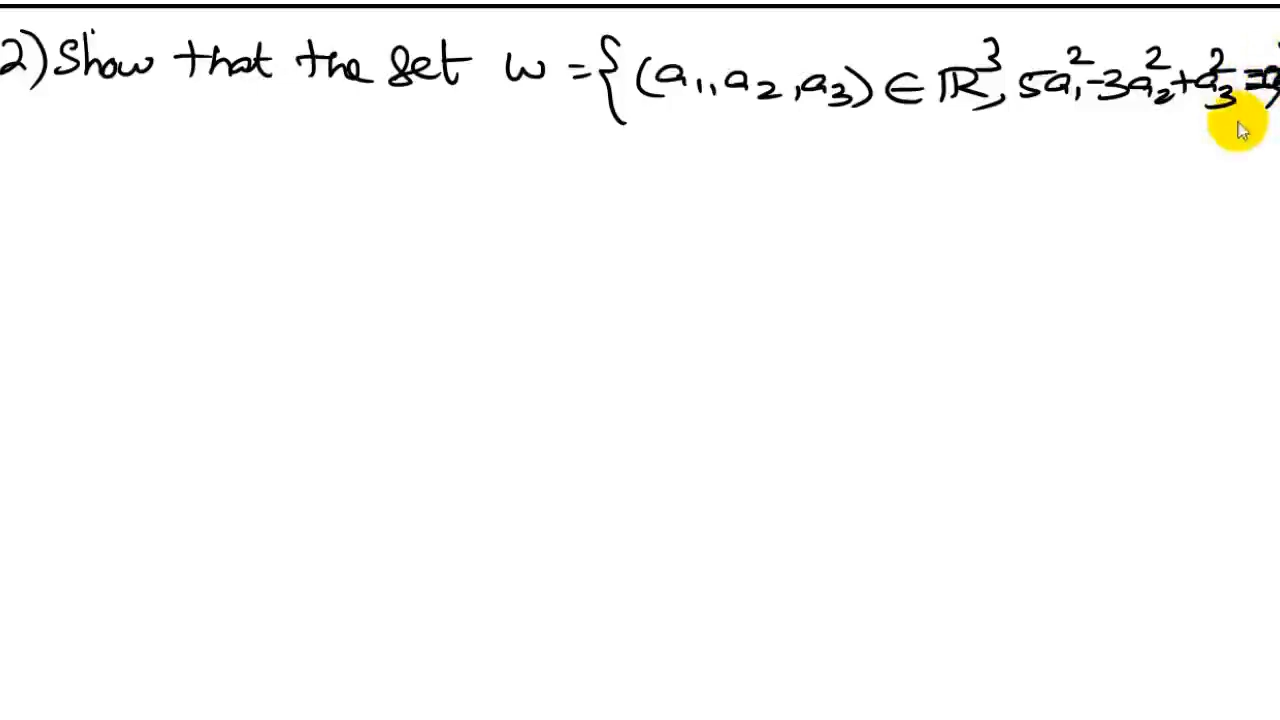 2) Show that the set w = { (a₁, a₂, a₃) ∈ ℝ³, 5a₁² - 3a₂² + a₃² =